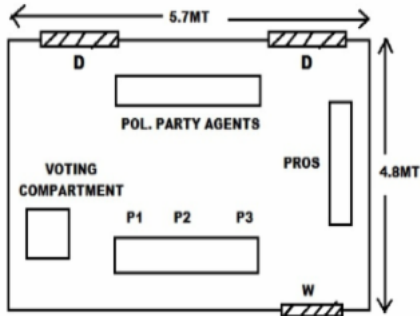 5.7MT
D
D
POL. PARTY AGENTS
PROS
4.8MT
VOTING
COMPARTMENT
P1 P2 P3
W